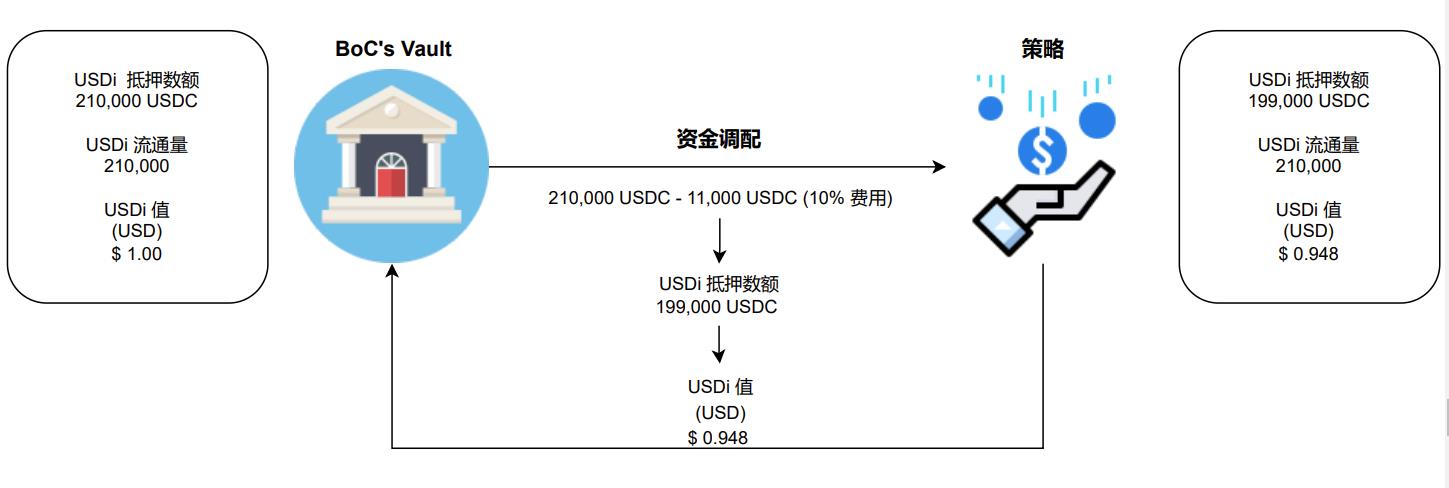 USDi 抵押数额
210,000 USDC
USDi 流通量
210,000
USDi 值
(USD)
$ 1.00
BoC's Vault
资金调配
210,000 USDC - 11,000 USDC (10% 费用)
USDi 抵押数额
199,000 USDC
USDi 值
(USD)
$ 0.948
策略
USDi 抵押数额
199,000 USDC
USDi 流通量
210,000
USDi 值
(USD)
$ 0.948